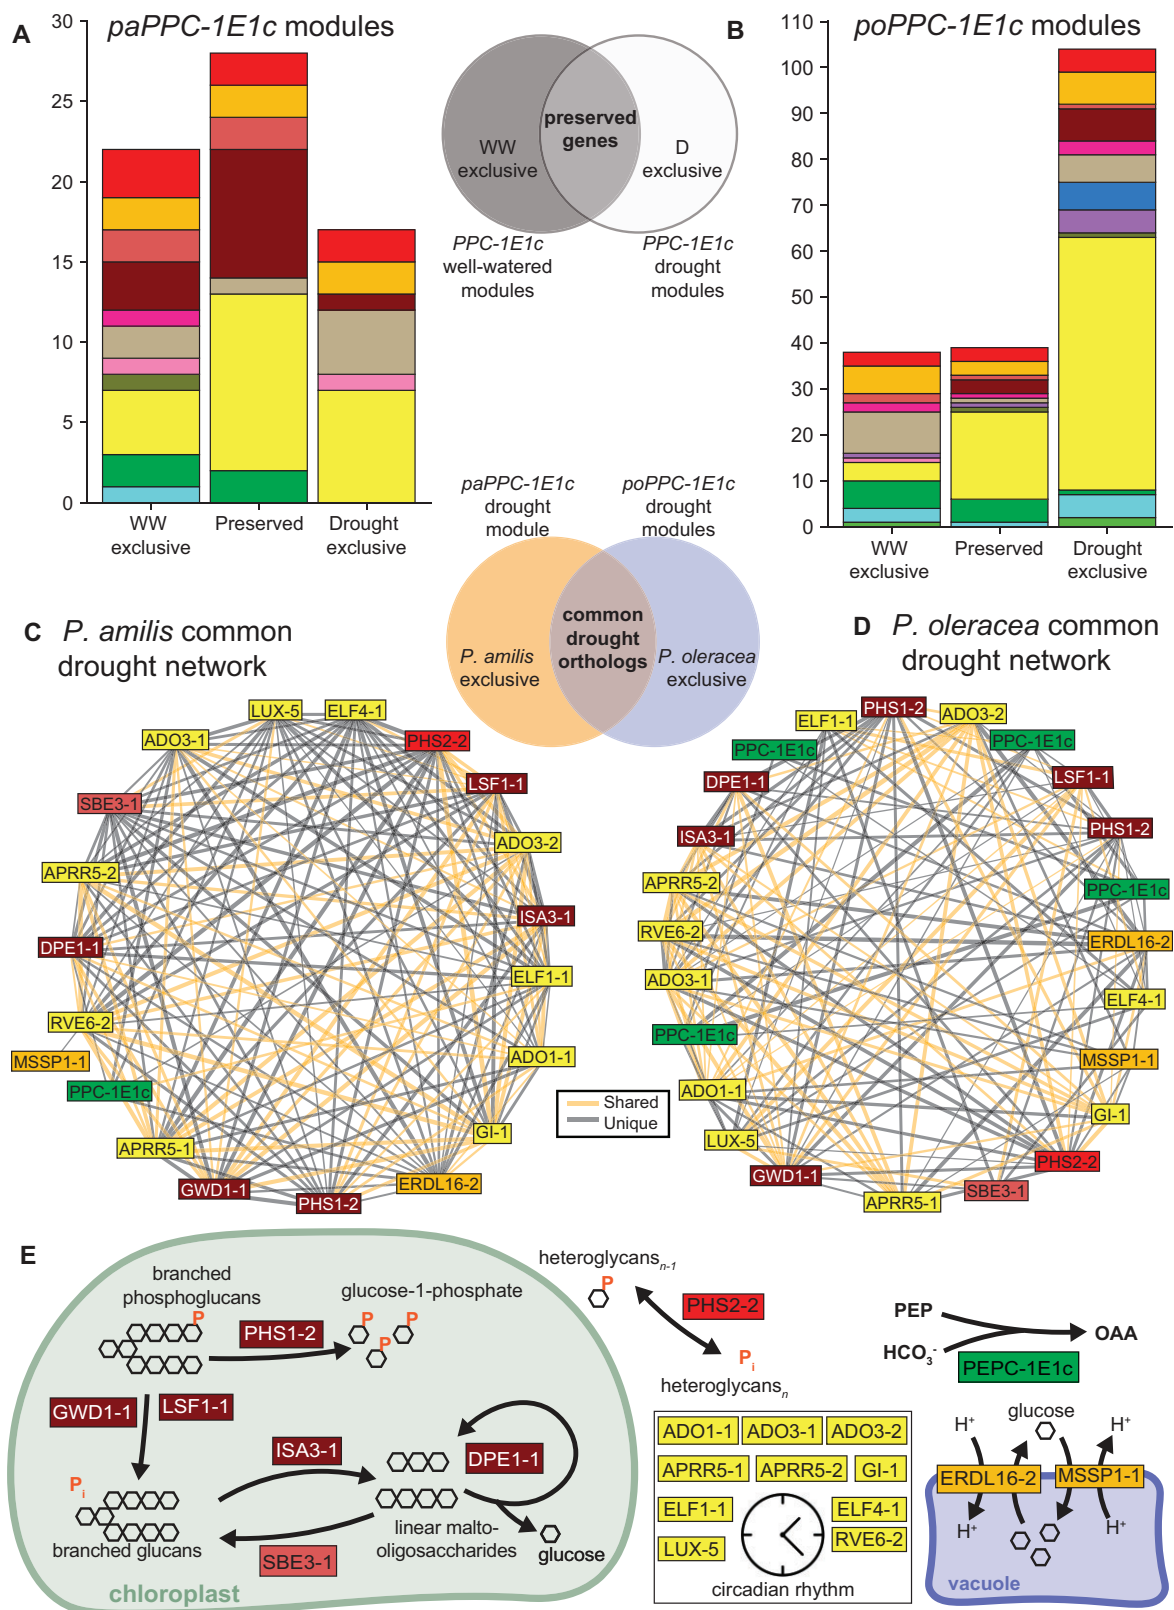 A
paPPC-1E1c modules
30
25
20
15
10
5
0
WW
exclusive
Preserved
Drought
exclusive
WW
exclusive
preserved
genes
D
exclusive
PPC-1E1c
well-watered
modules
PPC-1E1c
drought
modules
B
poPPC-1E1c modules
110
100
90
80
70
60
50
40
30
20
10
0
WW
exclusive
Preserved
Drought
exclusive
paPPC-1E1c
drought
module
poPPC-1E1c
drought
modules
P. amilis
exclusive
common
drought
orthologs
P. oleracea
exclusive
C
P. amilis common
drought network
LUX-5
ELF4-1
ADO3-1
PHS2-2
SBE3-1
LSF1-1
APRR5-2
ADO3-2
DPE1-1
ISA3-1
RVE6-2
ELF1-1
MSSP1-1
ADO1-1
PPC-1E1c
GI-1
APRR5-1
ERDL16-2
GWD1-1
PHS1-2
Shared
Unique
D
P. oleracea common
drought network
PHS1-2
ELF1-1
ADO3-2
PPC-1E1c
PPC-1E1c
DPE1-1
LSF1-1
ISA3-1
PHS1-2
APRR5-2
PPC-1E1c
RVE6-2
ERDL16-2
ADO3-1
ELF4-1
PPC-1E1c
MSSP1-1
ADO1-1
GI-1
LUX-5
PHS2-2
GWD1-1
SBE3-1
APRR5-1
E
branched
phosphoglucans
P
PHS1-2
glucose-1-phosphate
P
P
P
GWD1-1
LSF1-1
Pi
branched glucans
ISA3-1
SBE3-1
linear malto-
oligosaccharides
DPE1-1
glucose
chloroplast
heteroglycansn-1
P
PHS2-2
Pi
heteroglycansn
PEP
HCO3-
OAA
PEPC-1E1c
ADO1-1
ADO3-1
ADO3-2
APRR5-1
APRR5-2
GI-1
ELF1-1
ELF4-1
LUX-5
RVE6-2
circadian rhythm
H+
glucose
H+
ERDL16-2
MSSP1-1
H+
H+
vacuole